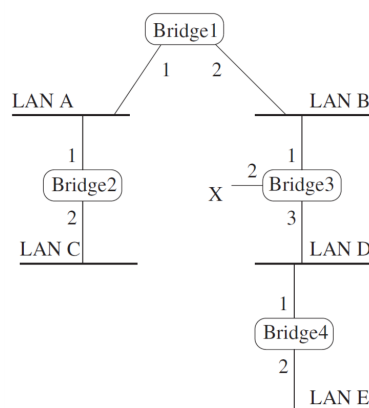 Bridge1
1 2
LAN A
LAN B
1
1
Bridge2
2
X
Bridge3
2
3
LAN C
LAN D
1
Bridge4
2
LAN E